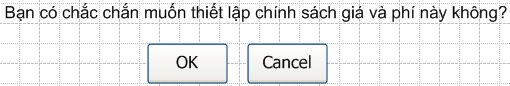 Bạn có chắc chắn muốn thiết lập chính sách giá và phí này không?
OK Cancel